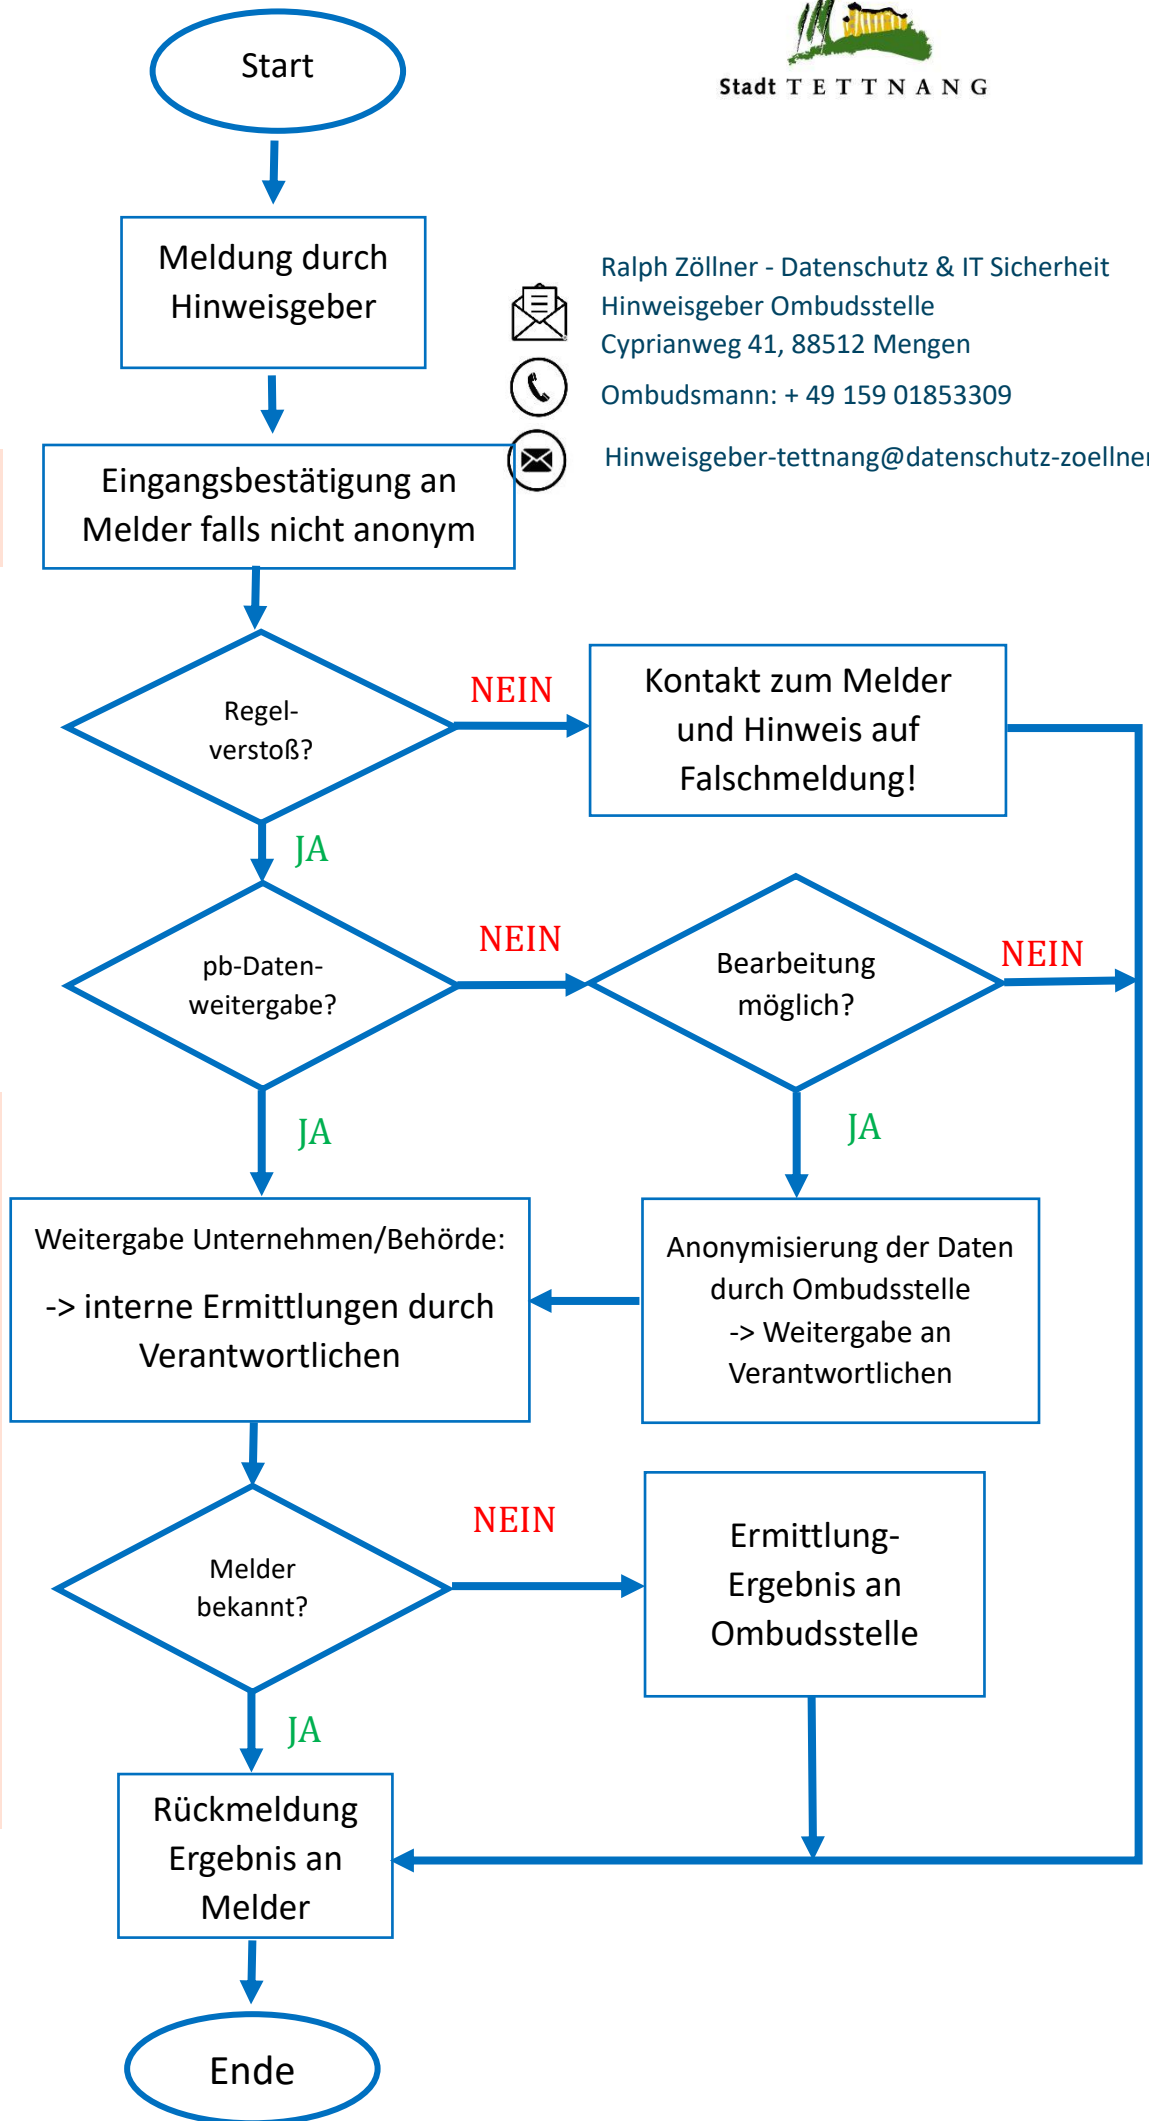 Start
Stadt TETTNANG
Meldung durch
Hinweisgeber
Ralph Zöllner - Datenschutz & IT Sicherheit
Hinweisgeber Ombudsstelle
Cyprianweg 41, 88512 Mengen
Ombudsmann: + 49 159 01853309
Hinweisgeber-tettnang@datenschutz-zoellner
Eingangsbestätigung an
Melder falls nicht anonym
Regel-
verstoß?
NEIN
Kontakt zum Melder
und Hinweis auf
Falschmeldung!
JA
pb-Daten-
weitergabe?
NEIN
Bearbeitung
möglich?
NEIN
JA
JA
Weitergabe Unternehmen/Behörde:
-> interne Ermittlungen durch
Verantwortlichen
Anonymisierung der Daten
durch Ombudsstelle
-> Weitergabe an
Verantwortlichen
Melder
bekannt?
NEIN
Ermittlung-
Ergebnis an
Ombudsstelle
JA
Rückmeldung
Ergebnis an
Melder
Ende